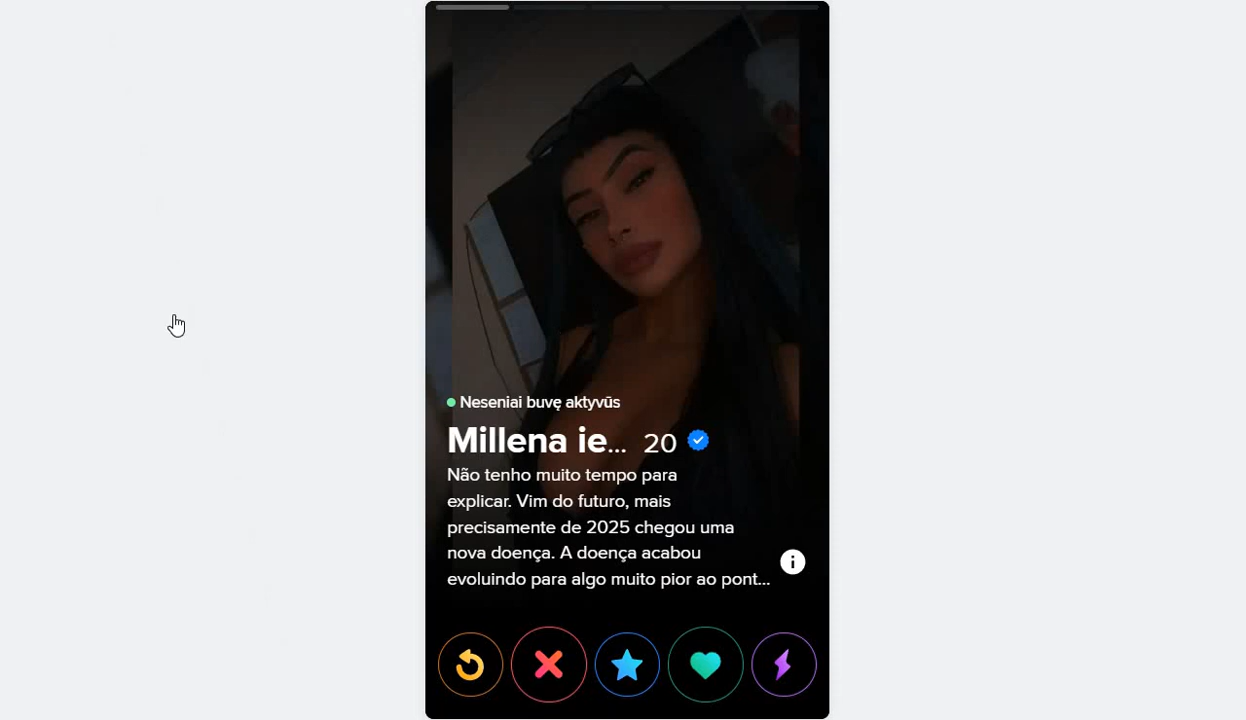 Neseniai buvę aktyvūs
Millena ie... 20
Não tenho muito tempo para
explicar. Vim do futuro, mais
precisamente de 2025 chegou uma
nova doença. A doença acabou
evoluindo para algo muito pior ao pont...